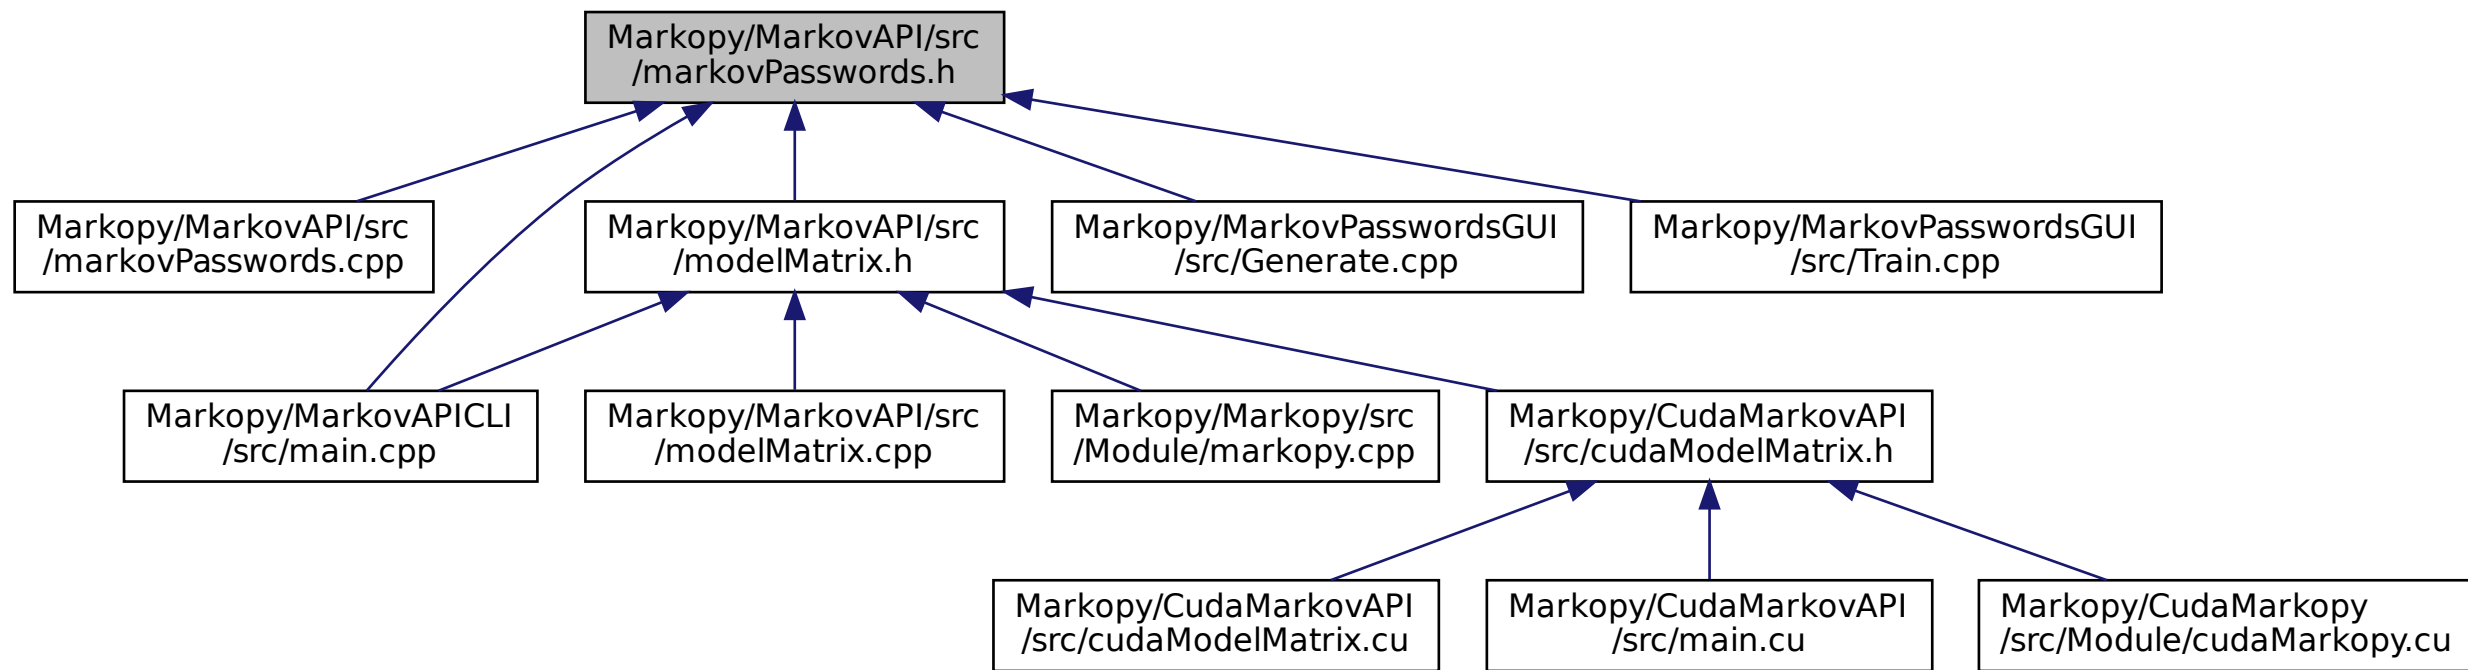 Markopy/MarkovAPI/src
/markovPasswords.h
Markopy/MarkovAPI/src
/markovPasswords.cpp
Markopy/MarkovAPI/src
/modelMatrix.h
Markopy/MarkovPasswordsGUI
/src/Generate.cpp
Markopy/MarkovPasswordsGUI
/src/Train.cpp
Markopy/MarkovAPICLI
/src/main.cpp
Markopy/MarkovAPI/src
/modelMatrix.cpp
Markopy/Markopy/src
/Module/markopy.cpp
Markopy/CudaMarkovAPI
/src/cudaModelMatrix.h
Markopy/CudaMarkovAPI
/src/cudaModelMatrix.cu
Markopy/CudaMarkovAPI
/src/main.cu
Markopy/CudaMarkopy
/src/Module/cudaMarkopy.cu